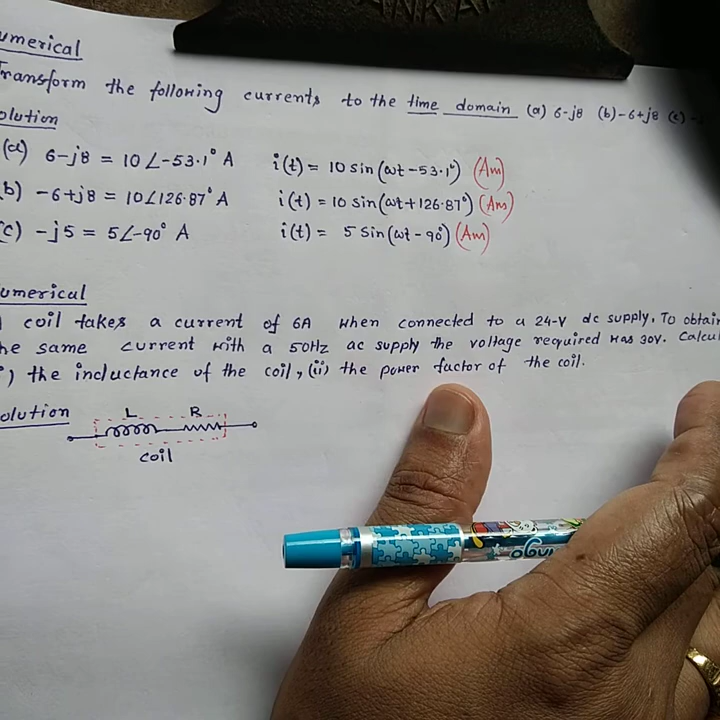 ANKA
umerical
Transform the following currents to the time domain (a) 6-j8 (b)-6+j8 (c) -
olution
(a) 6-j8 = 10∠-53.1° A i(t) = 10 sin(ωt-53.1°) (Am)
b) -6+j8 = 10∠126.87° A i(t) = 10 sin(ωt+126.87°) (Am)
(c) -j5 = 5∠-90° A i(t) = 5 sin(ωt-90°) (Am)
umerical
coil takes a current of 6A when connected to a 24-V dc supply. To obtain
he same current with a 50Hz ac supply the voltage required was 30V. Calcul
) the inductance of the coil, (ii) the power factor of the coil.
olution
L R
coil